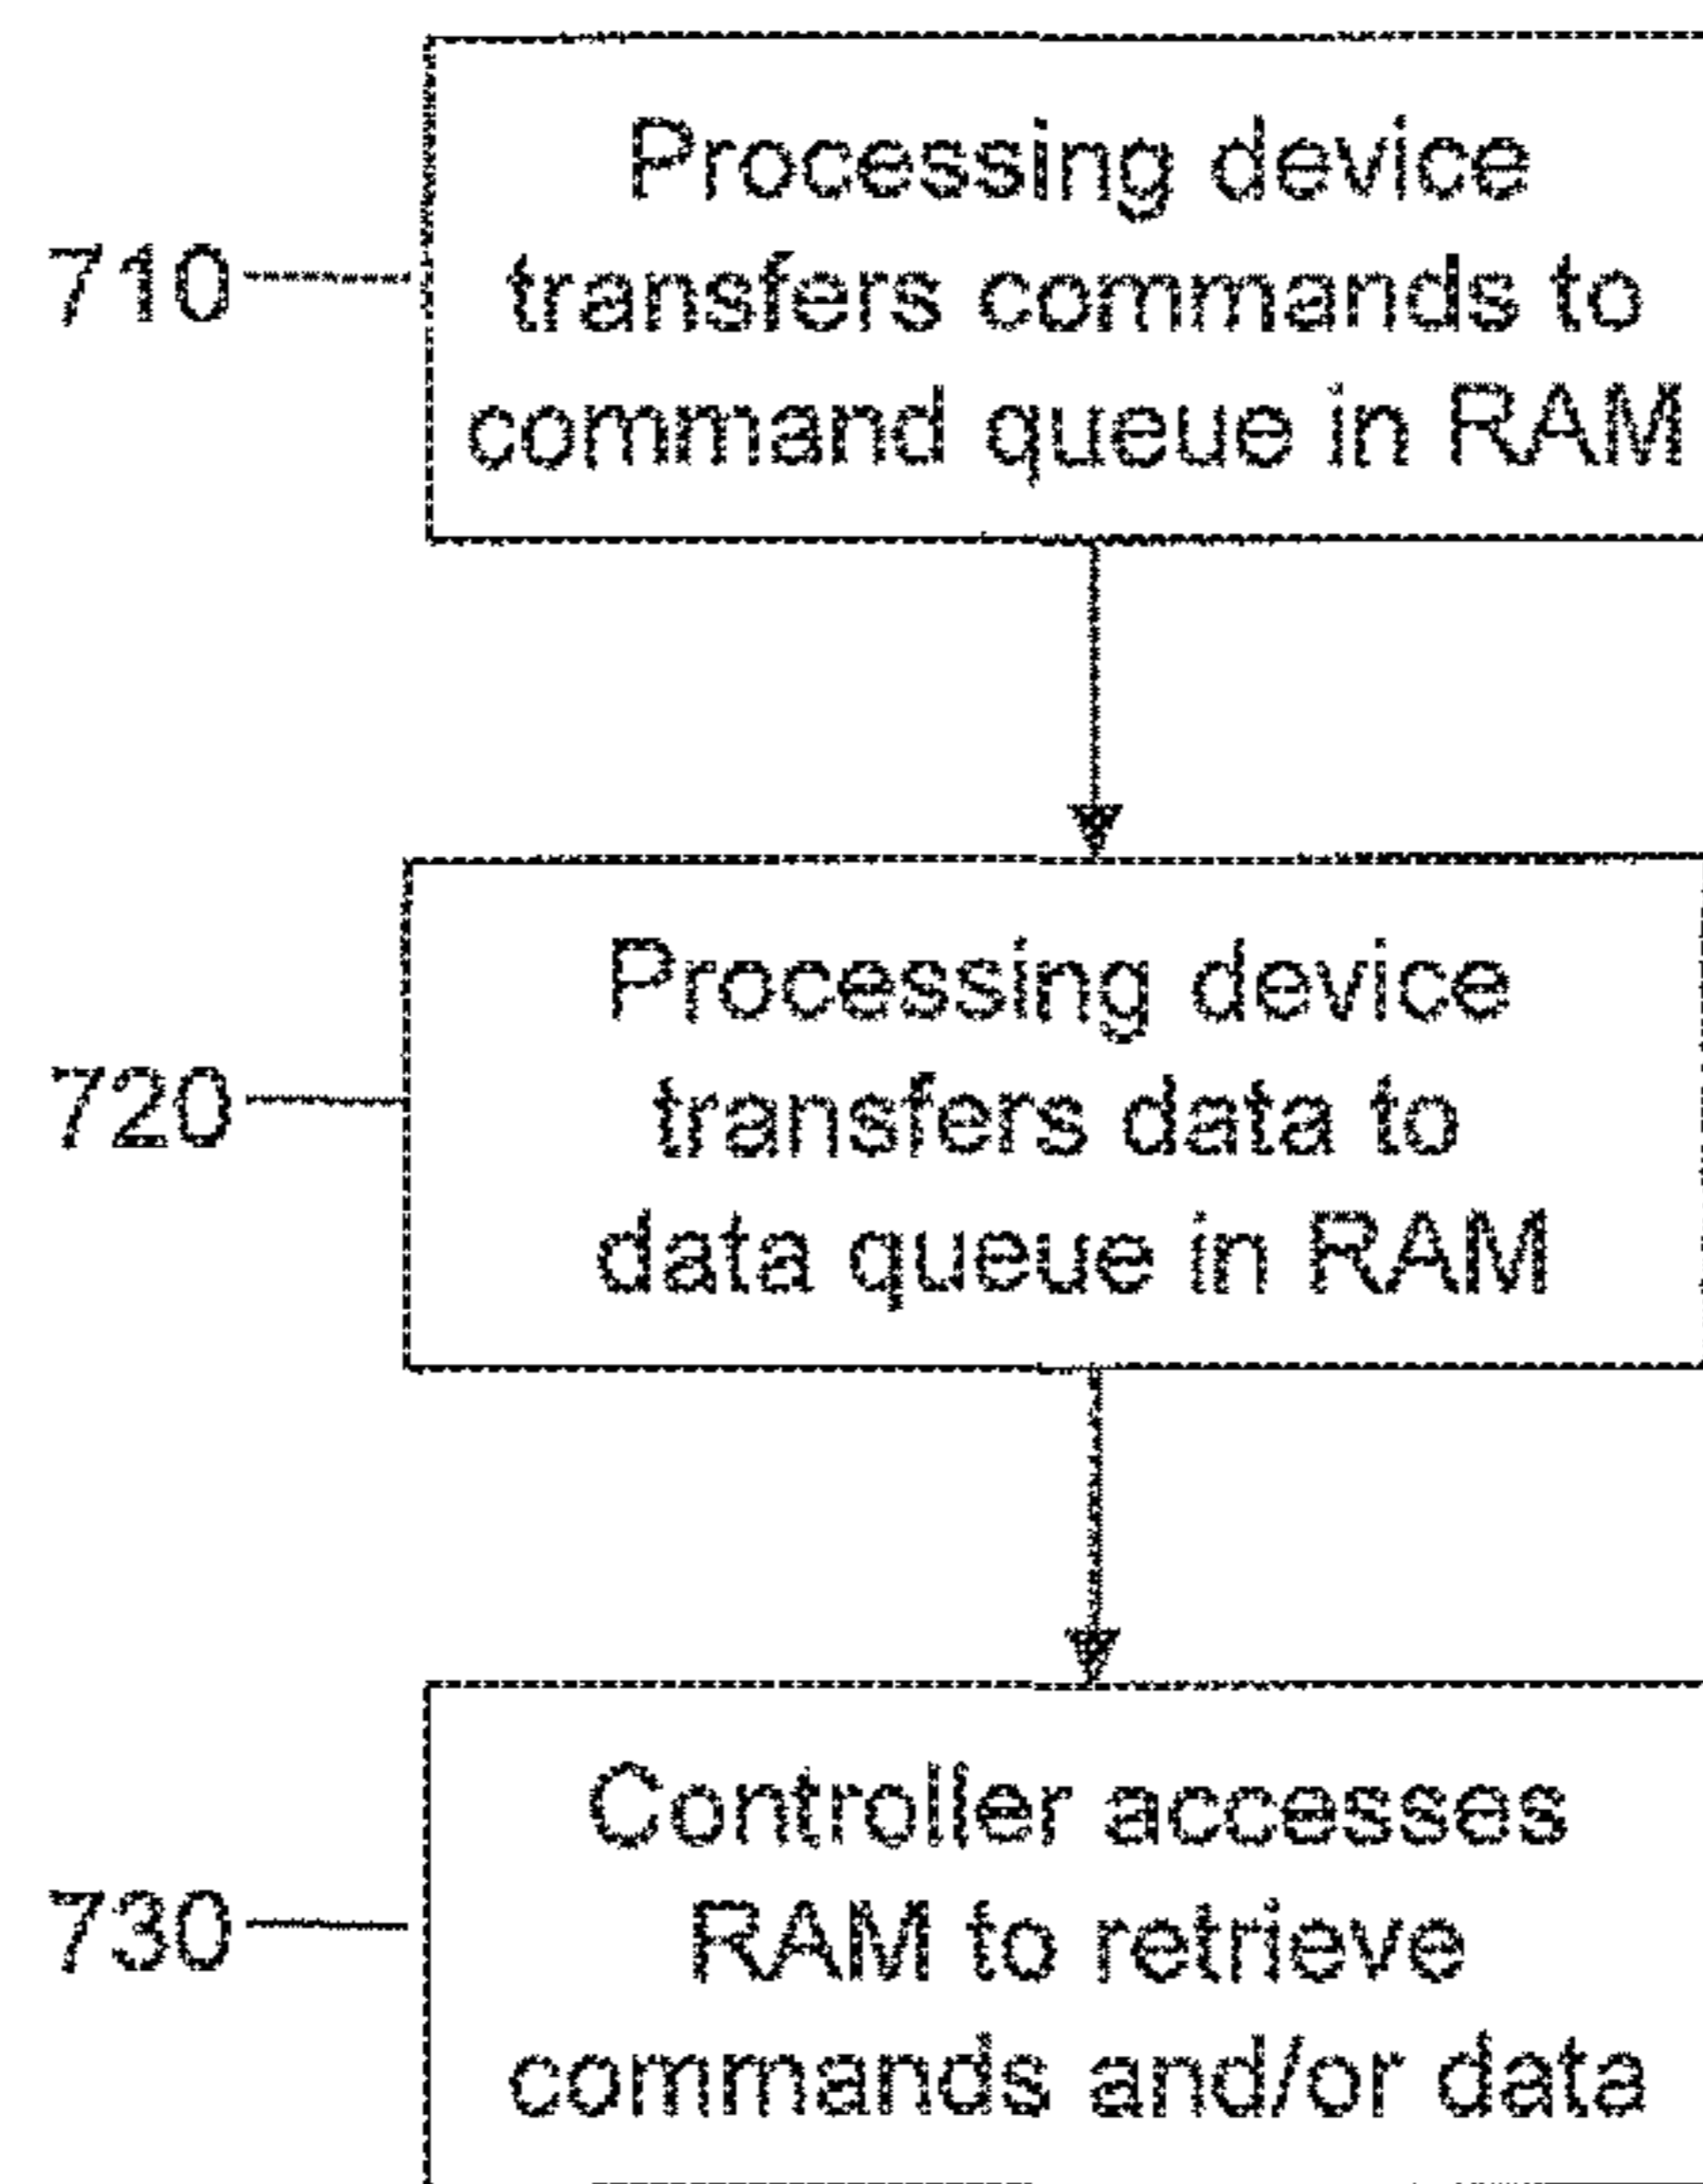 Processing device
710 transfers commands to
command queue in RAM
Processing device
720 transfers data to
data queue in RAM
Controller accesses
730 RAM to retrieve
commands and/or data